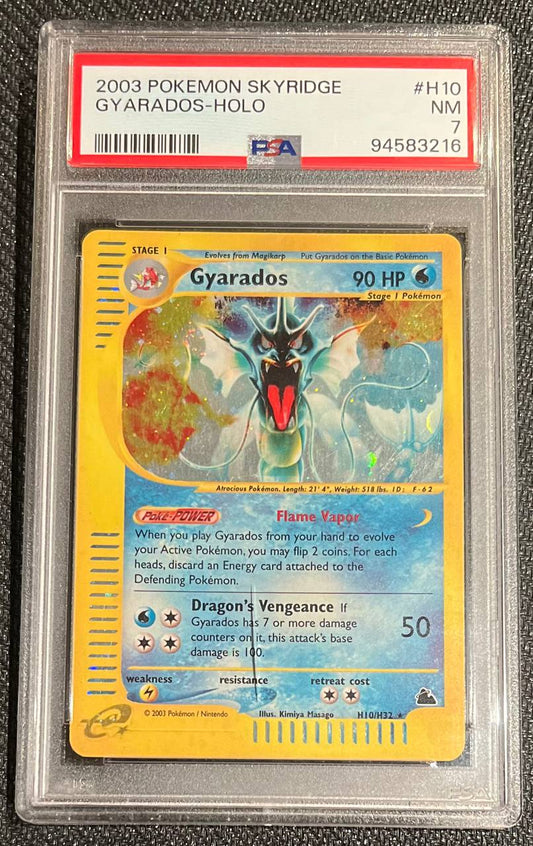 2003 POKEMON SKYRIDGE #H10
GYARADOS-HOLO NM
7
PSA 94583216
STAGE 1 Evolves from Magikarp Put Gyarados on the Basic Pokémon
Gyarados 90 HP
Stage 1 Pokémon
Atrocious Pokémon. Length: 21' 4", Weight: 518 lbs. ID: F-62
Poké-POWER Flame Vapor
When you play Gyarados from your hand to evolve
your Active Pokémon, you may flip 2 coins. For each
heads, discard an Energy card attached to the
Defending Pokémon.
Dragon's Vengeance If
Gyarados has 7 or more damage
counters on it, this attack's base
damage is 100.
50
weakness resistance retreat cost
© 2003 Pokémon / Nintendo Illus. Kimiya Masago H10/H32 ★
e